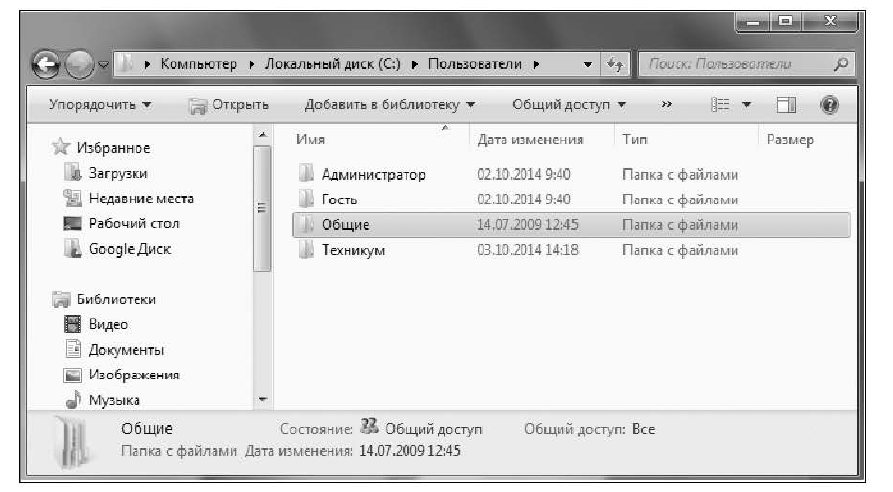 Компьютер ▸ Локальный диск (C:) ▸ Пользователи ▸
Поиск: Пользователи
Упорядочить ▼ Открыть Добавить в библиотеку ▼ Общий доступ ▼ »
Имя Дата изменения Тип Размер
Избранное
Загрузки
Недавние места
Рабочий стол
Google Диск
Библиотеки
Видео
Документы
Изображения
Музыка
Администратор 02.10.2014 9:40 Папка с файлами
Гость 02.10.2014 9:40 Папка с файлами
Общие 14.07.2009 12:45 Папка с файлами
Техникум 03.10.2014 14:18 Папка с файлами
Общие Состояние: Общий доступ Общий доступ: Все
Папка с файлами Дата изменения: 14.07.2009 12:45